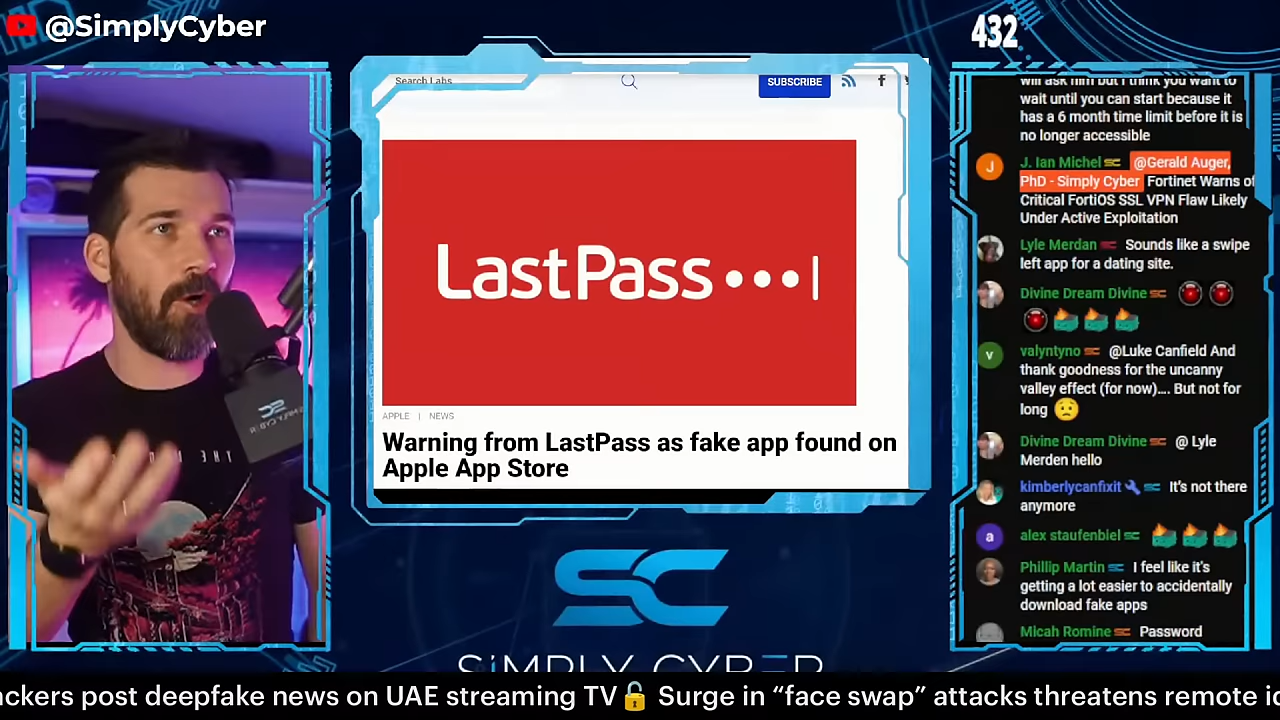 @SimplyCyber
432
Search Labs
SUBSCRIBE
LastPass
APPLE | NEWS
Warning from LastPass as fake app found on
Apple App Store
SC
SIMPLY CYBER
will ask him but I think you want to
wait until you can start because it
has a 6 month time limit before it is
no longer accessible
J
J. Ian Michel @Gerald Auger,
PhD - Simply Cyber Fortinet Warns of
Critical FortiOS SSL VPN Flaw Likely
Under Active Exploitation
Lyle Merdan Sounds like a swipe
left app for a dating site.
Divine Dream Divine
v
valyntyno @Luke Canfield And
thank goodness for the uncanny
valley effect (for now).... But not for
long
Divine Dream Divine @ Lyle
Merden hello
kimberlycanfixit It's not there
anymore
a
alex staufenbiel
Phillip Martin I feel like it's
getting a lot easier to accidentally
download fake apps
Micah Romine Password
ackers post deepfake news on UAE streaming TV🔓 Surge in “face swap” attacks threatens remote id